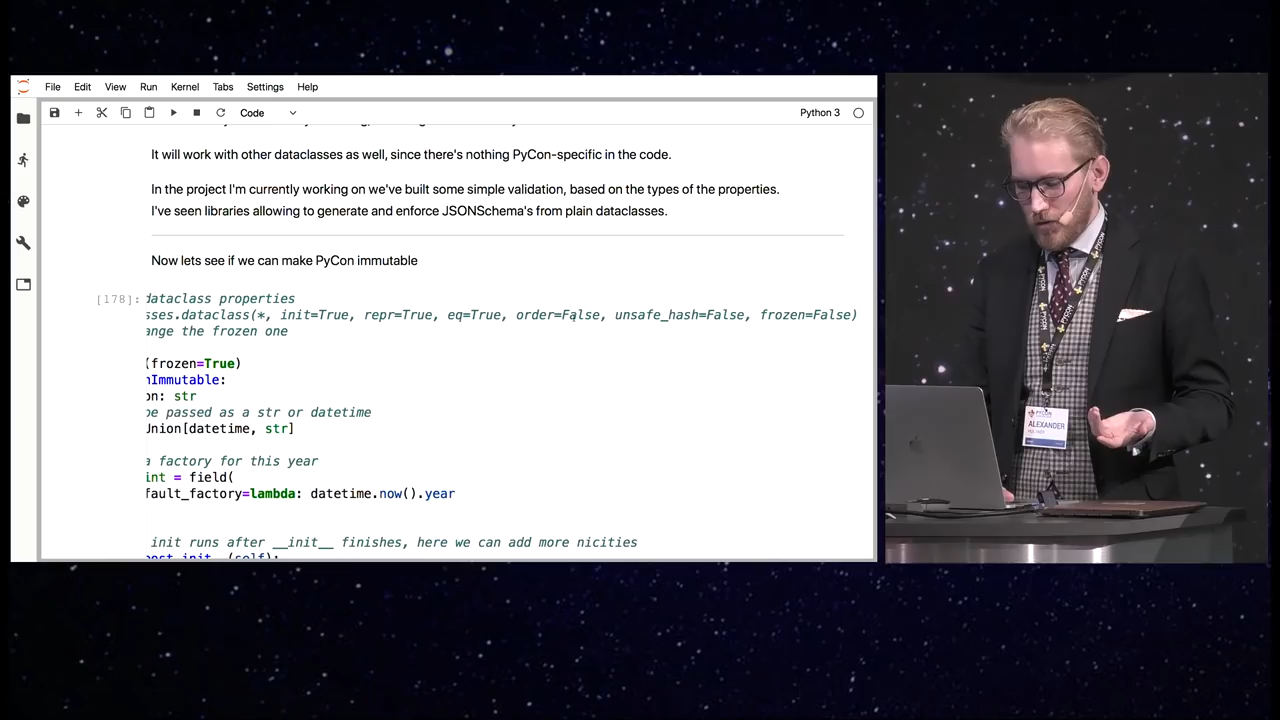 File Edit View Run Kernel Tabs Settings Help
Code
Python 3
It will work with other dataclasses as well, since there's nothing PyCon-specific in the code.
In the project I'm currently working on we've built some simple validation, based on the types of the properties.
I've seen libraries allowing to generate and enforce JSONSchema's from plain dataclasses.
Now lets see if we can make PyCon immutable
[178]:
dataclass properties
sses.dataclass(*, init=True, repr=True, eq=True, order=False, unsafe_hash=False, frozen=False)
ange the frozen one
(frozen=True)
nImmutable:
on: str
be passed as a str or datetime
Union[datetime, str]
a factory for this year
int = field(
fault_factory=lambda: datetime.now().year
init runs after __init__ finishes, here we can add more nicities
post_init__(self):
PYCON
PYCON
PYCON
ALEXANDER